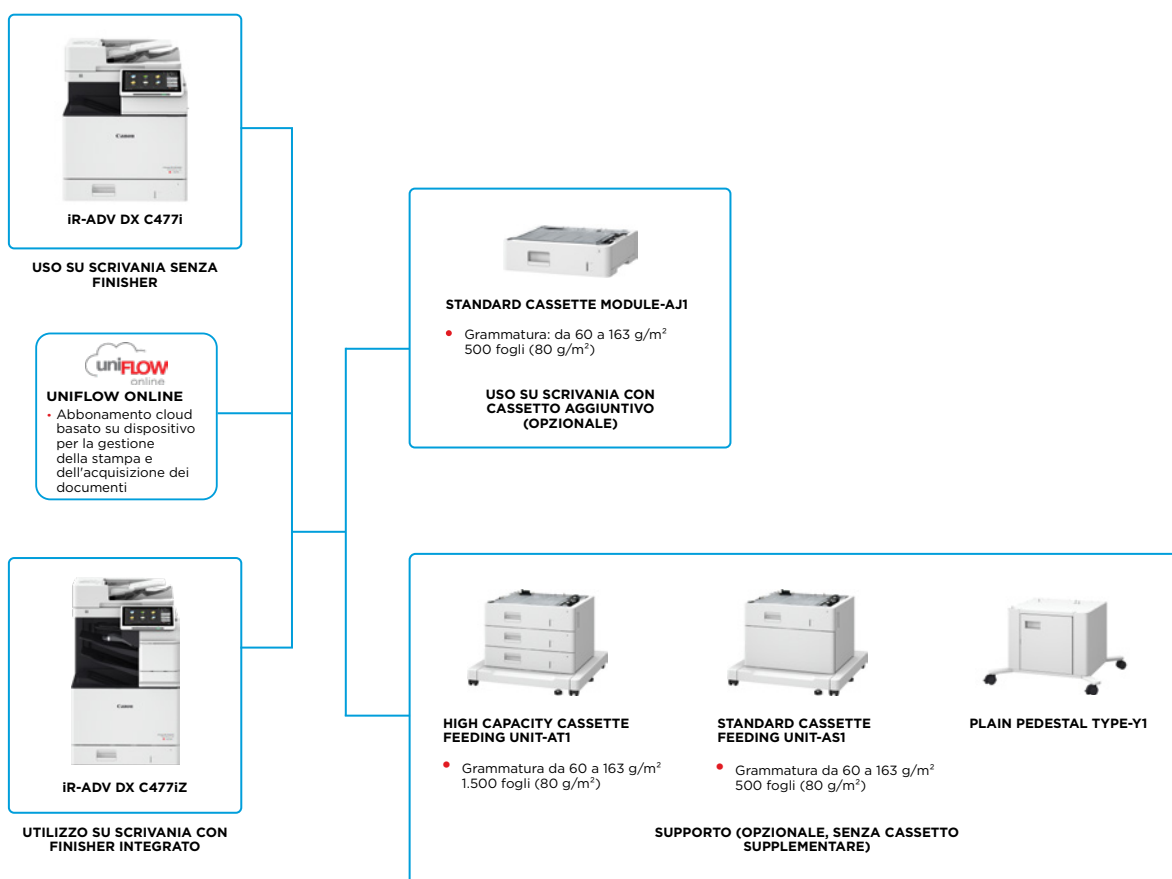 Canon
iR-ADV DX C477i
USO SU SCRIVANIA SENZA
FINISHER
uniFLOW
online
UNIFLOW ONLINE
• Abbonamento cloud
basato su dispositivo
per la gestione
della stampa e
dell'acquisizione dei
documenti
Canon
iR-ADV DX C477iZ
UTILIZZO SU SCRIVANIA CON
FINISHER INTEGRATO
STANDARD CASSETTE MODULE-AJ1
• Grammatura: da 60 a 163 g/m²
500 fogli (80 g/m²)
USO SU SCRIVANIA CON
CASSETTO AGGIUNTIVO
(OPZIONALE)
HIGH CAPACITY CASSETTE
FEEDING UNIT-AT1
• Grammatura da 60 a 163 g/m²
1.500 fogli (80 g/m²)
STANDARD CASSETTE
FEEDING UNIT-AS1
• Grammatura da 60 a 163 g/m²
500 fogli (80 g/m²)
PLAIN PEDESTAL TYPE-Y1
SUPPORTO (OPZIONALE, SENZA CASSETTO
SUPPLEMENTARE)